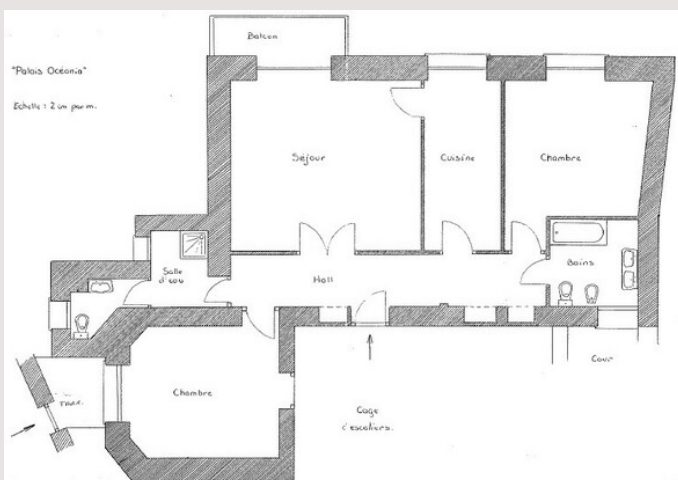 Balcon
"Palais Océania"
Echelle : 2 cm par m.
Séjour
Cuisine
Chambre
Salle
d'eau
Hall
Bains
Chambre
Cour
Cage
d'escaliers.